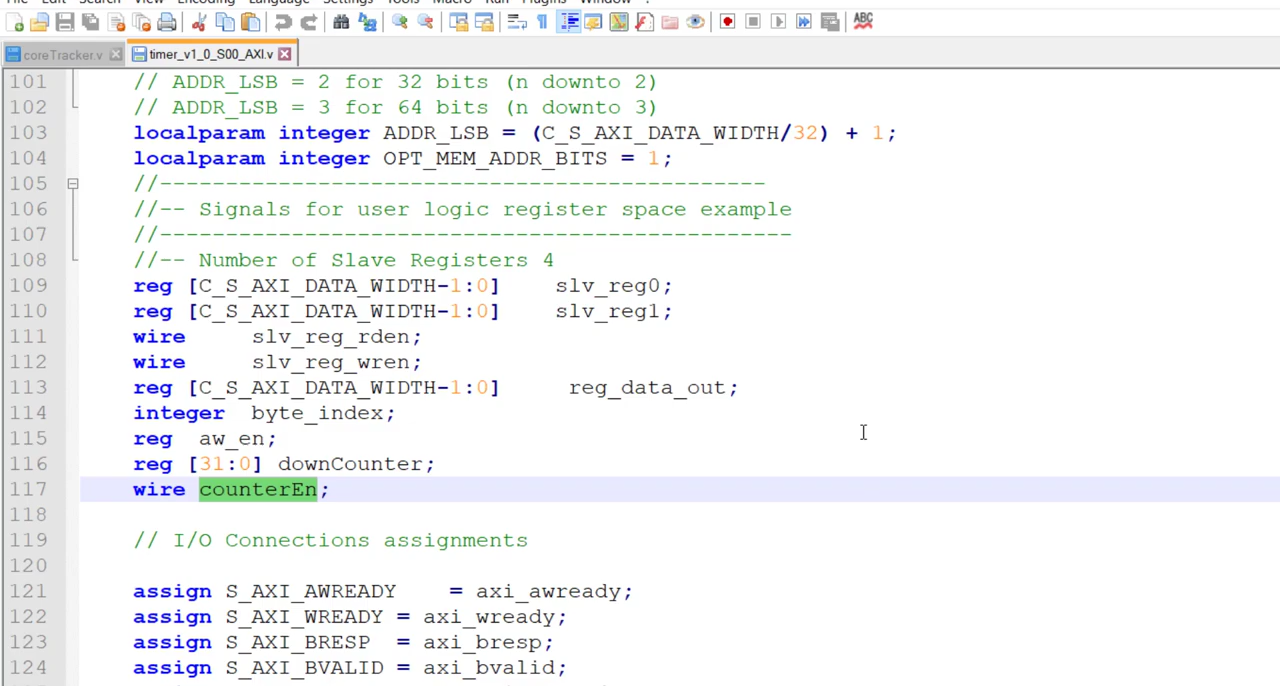 coreTracker.v timer_v1_0_S00_AXI.v
101 // ADDR_LSB = 2 for 32 bits (n downto 2)
102 // ADDR_LSB = 3 for 64 bits (n downto 3)
103 localparam integer ADDR_LSB = (C_S_AXI_DATA_WIDTH/32) + 1;
104 localparam integer OPT_MEM_ADDR_BITS = 1;
105 //----------------------------------------------
106 //-- Signals for user logic register space example
107 //------------------------------------------------
108 //-- Number of Slave Registers 4
109 reg [C_S_AXI_DATA_WIDTH-1:0] slv_reg0;
110 reg [C_S_AXI_DATA_WIDTH-1:0] slv_reg1;
111 wire slv_reg_rden;
112 wire slv_reg_wren;
113 reg [C_S_AXI_DATA_WIDTH-1:0] reg_data_out;
114 integer byte_index;
115 reg aw_en;
116 reg [31:0] downCounter;
117 wire counterEn;
118
119 // I/O Connections assignments
120
121 assign S_AXI_AWREADY = axi_awready;
122 assign S_AXI_WREADY = axi_wready;
123 assign S_AXI_BRESP = axi_bresp;
124 assign S_AXI_BVALID = axi_bvalid;